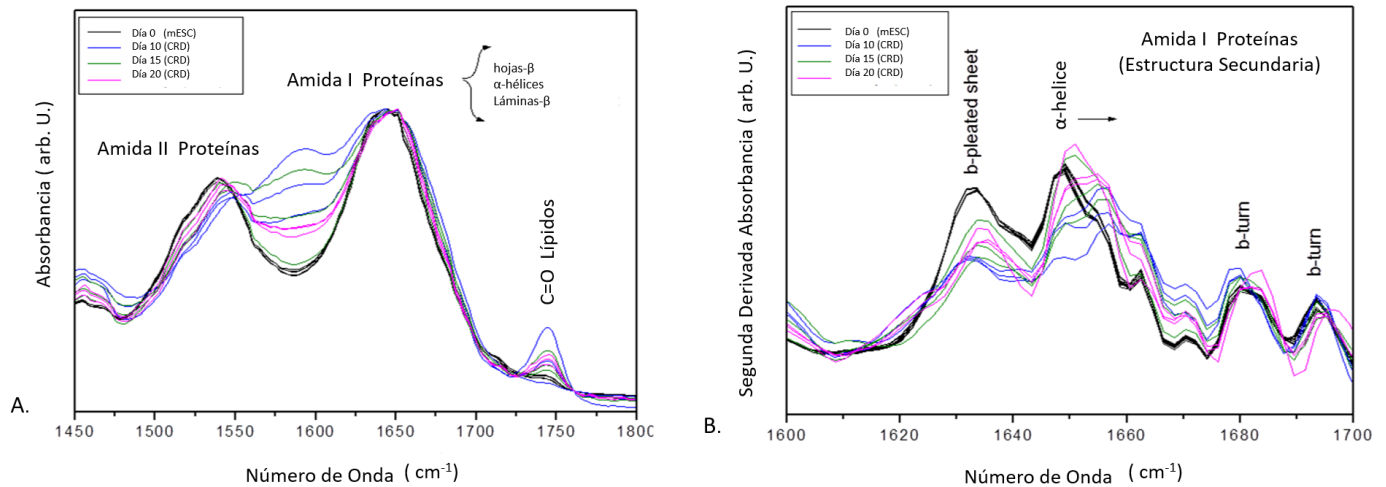 A.
Día 0 (mESC)
Día 10 (CRD)
Día 15 (CRD)
Día 20 (CRD)
Amida I Proteínas
hojas-β
α-hélices
Láminas-β
Amida II Proteínas
C=O Lípidos
Absorbancia ( arb. U.)
1450 1500 1550 1600 1650 1700 1750 1800
Número de Onda ( cm-1)
B.
Día 0 (mESC)
Día 10 (CRD)
Día 15 (CRD)
Día 20 (CRD)
Amida I Proteínas
(Estructura Secundaria)
b-pleated sheet
α-helice
b-turn
b-turn
Segunda Derivada Absorbancia ( arb. U.)
1600 1620 1640 1660 1680 1700
Número de Onda ( cm-1)